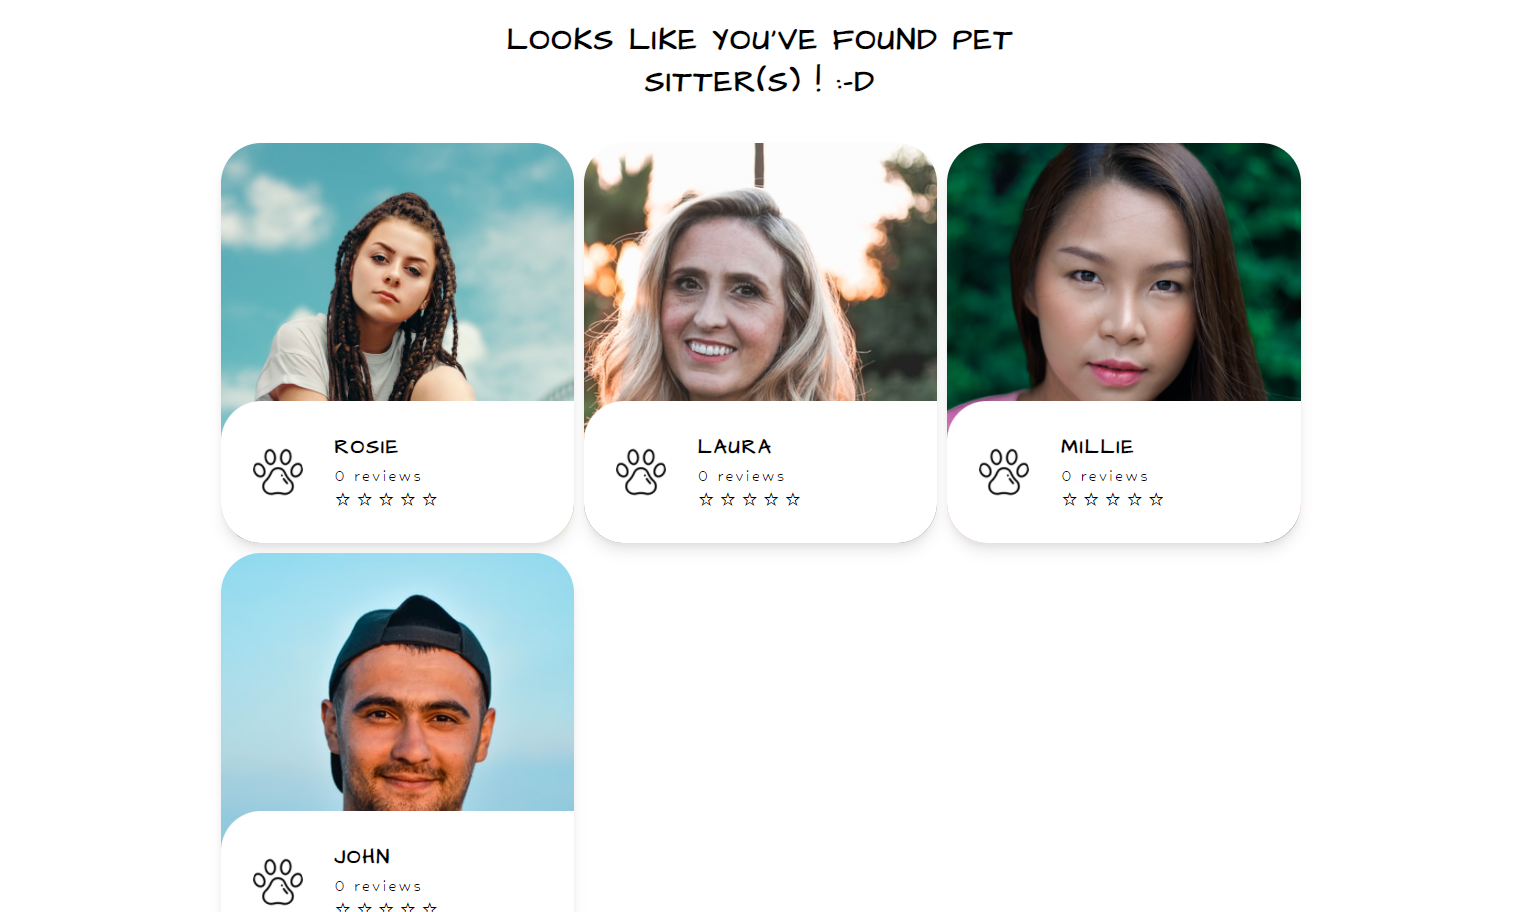 LOOKS LIKE YOU'VE FOUND PET
SITTER(S) ! :-D
ROSIE
0 reviews
☆ ☆ ☆ ☆ ☆
LAURA
0 reviews
☆ ☆ ☆ ☆ ☆
MILLIE
0 reviews
☆ ☆ ☆ ☆ ☆
JOHN
0 reviews
☆ ☆ ☆ ☆ ☆